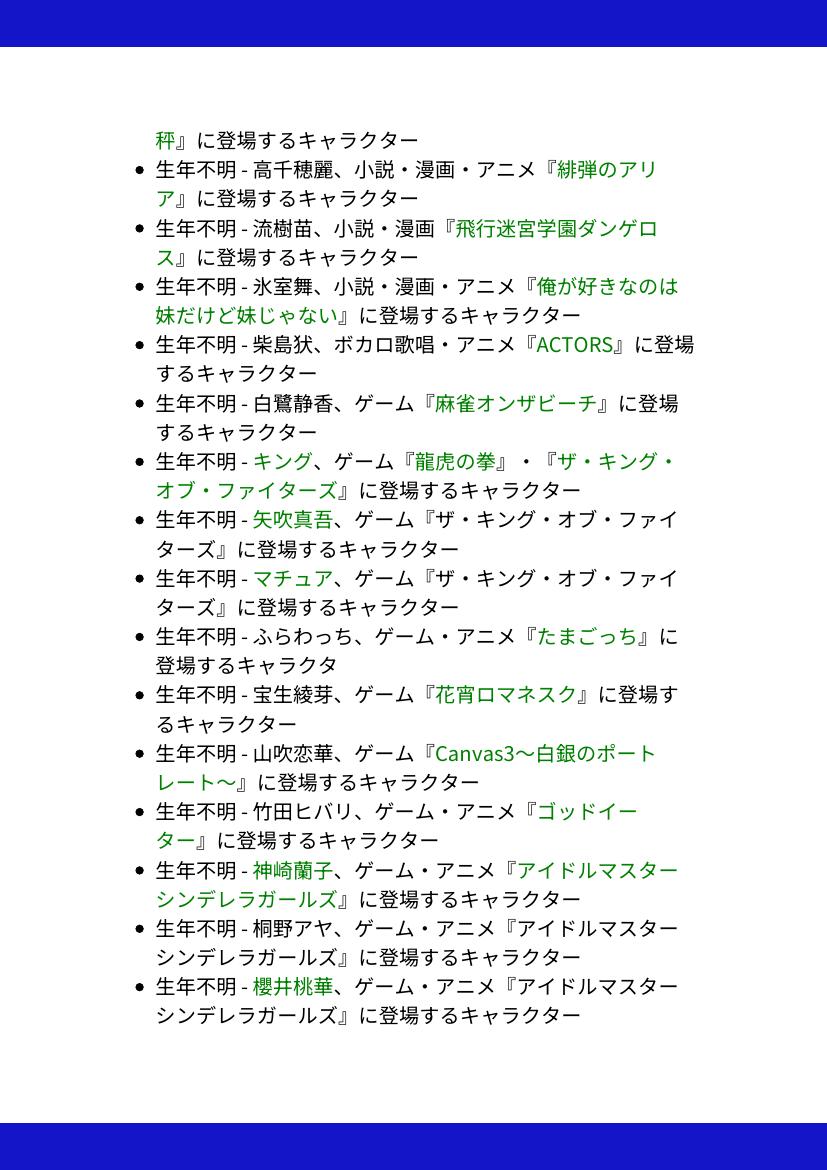 秤』に登場するキャラクター
• 生年不明 - 高千穂麗、小説・漫画・アニメ『緋弾のアリ
ア』に登場するキャラクター
• 生年不明 - 流樹苗、小説・漫画『飛行迷宮学園ダンゲロ
ス』に登場するキャラクター
• 生年不明 - 氷室舞、小説・漫画・アニメ『俺が好きなのは
妹だけど妹じゃない』に登場するキャラクター
• 生年不明 - 柴島犾、ボカロ歌唱・アニメ『ACTORS』に登場
するキャラクター
• 生年不明 - 白鷺静香、ゲーム『麻雀オンザビーチ』に登場
するキャラクター
• 生年不明 - キング、ゲーム『龍虎の拳』・『ザ・キング・
オブ・ファイターズ』に登場するキャラクター
• 生年不明 - 矢吹真吾、ゲーム『ザ・キング・オブ・ファイ
ターズ』に登場するキャラクター
• 生年不明 - マチュア、ゲーム『ザ・キング・オブ・ファイ
ターズ』に登場するキャラクター
• 生年不明 - ふらわっち、ゲーム・アニメ『たまごっち』に
登場するキャラクタ
• 生年不明 - 宝生綾芽、ゲーム『花宵ロマネスク』に登場す
るキャラクター
• 生年不明 - 山吹恋華、ゲーム『Canvas3〜白銀のポート
レート〜』に登場するキャラクター
• 生年不明 - 竹田ヒバリ、ゲーム・アニメ『ゴッドイー
ター』に登場するキャラクター
• 生年不明 - 神崎蘭子、ゲーム・アニメ『アイドルマスター
シンデレラガールズ』に登場するキャラクター
• 生年不明 - 桐野アヤ、ゲーム・アニメ『アイドルマスター
シンデレラガールズ』に登場するキャラクター
• 生年不明 - 櫻井桃華、ゲーム・アニメ『アイドルマスター
シンデレラガールズ』に登場するキャラクター